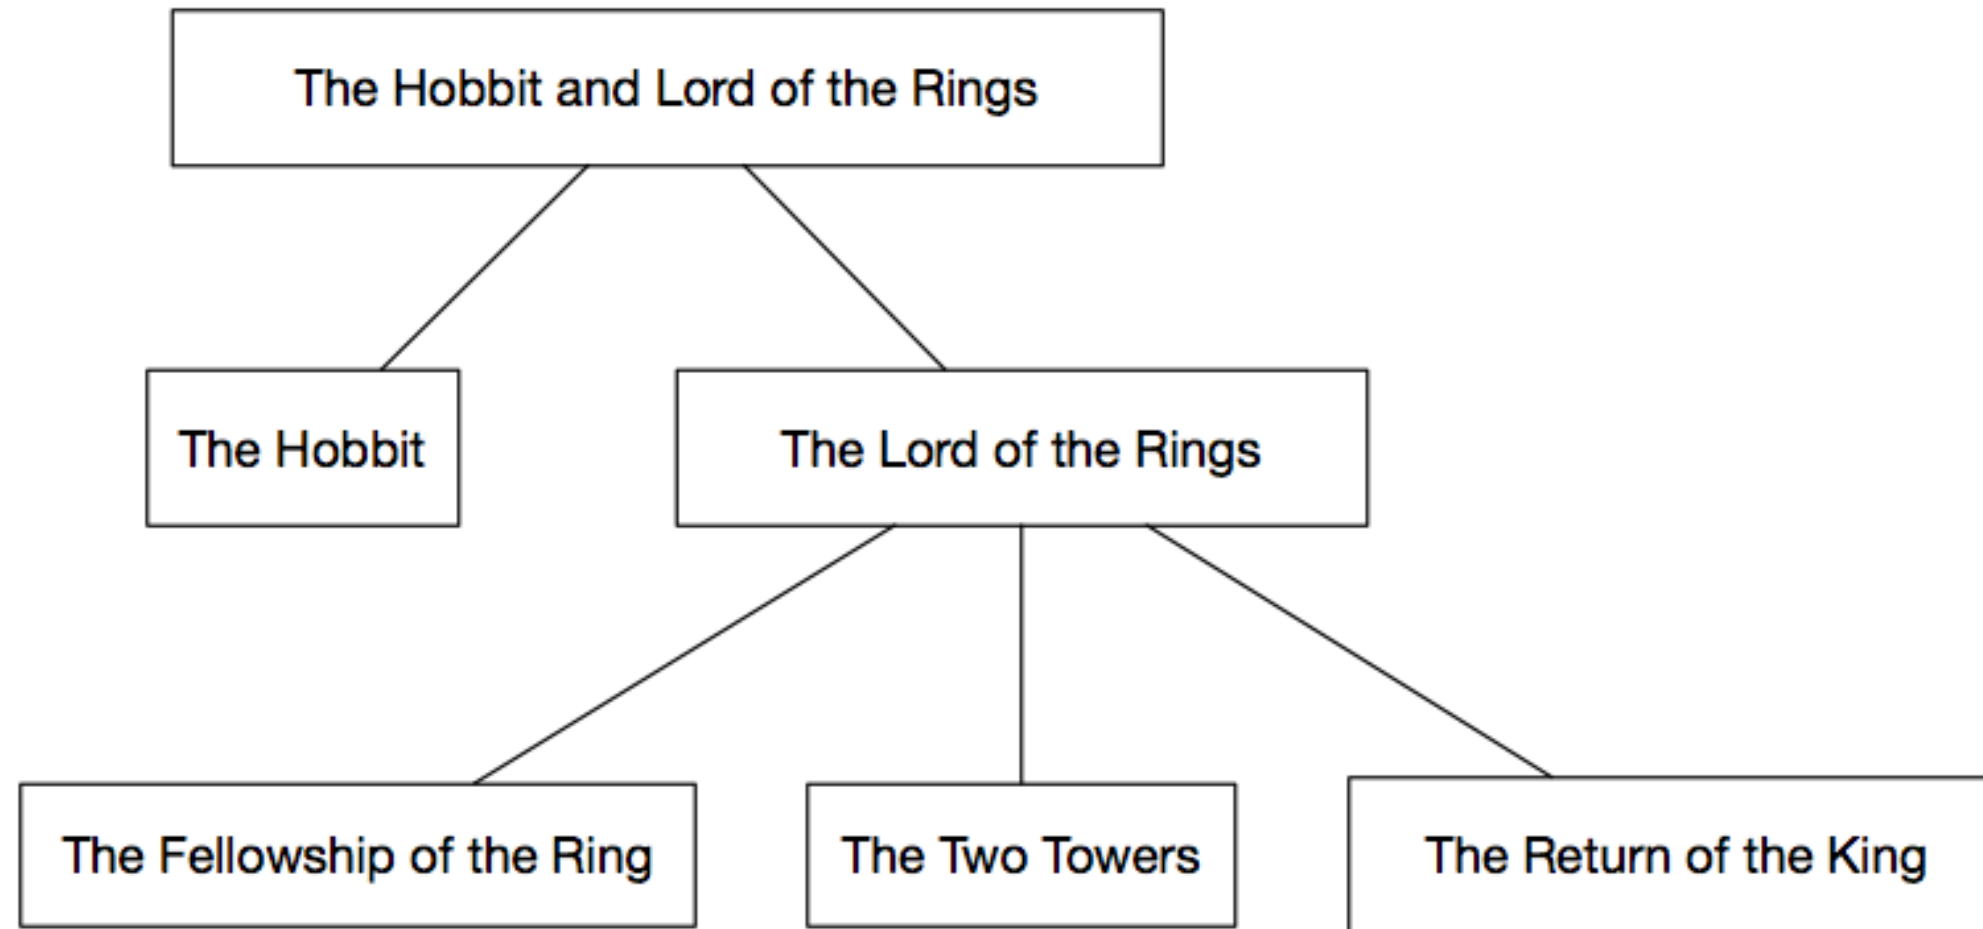 The Hobbit and Lord of the Rings
The Hobbit
The Lord of the Rings
The Fellowship of the Ring
The Two Towers
The Return of the King